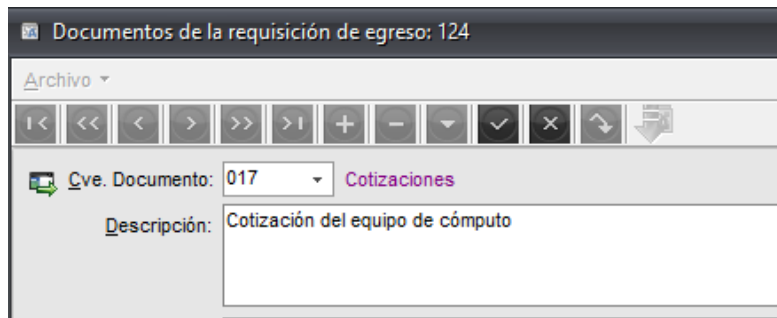 Documentos de la requisición de egreso: 124
Archivo
Cve. Documento: 017 Cotizaciones
Descripción: Cotización del equipo de cómputo